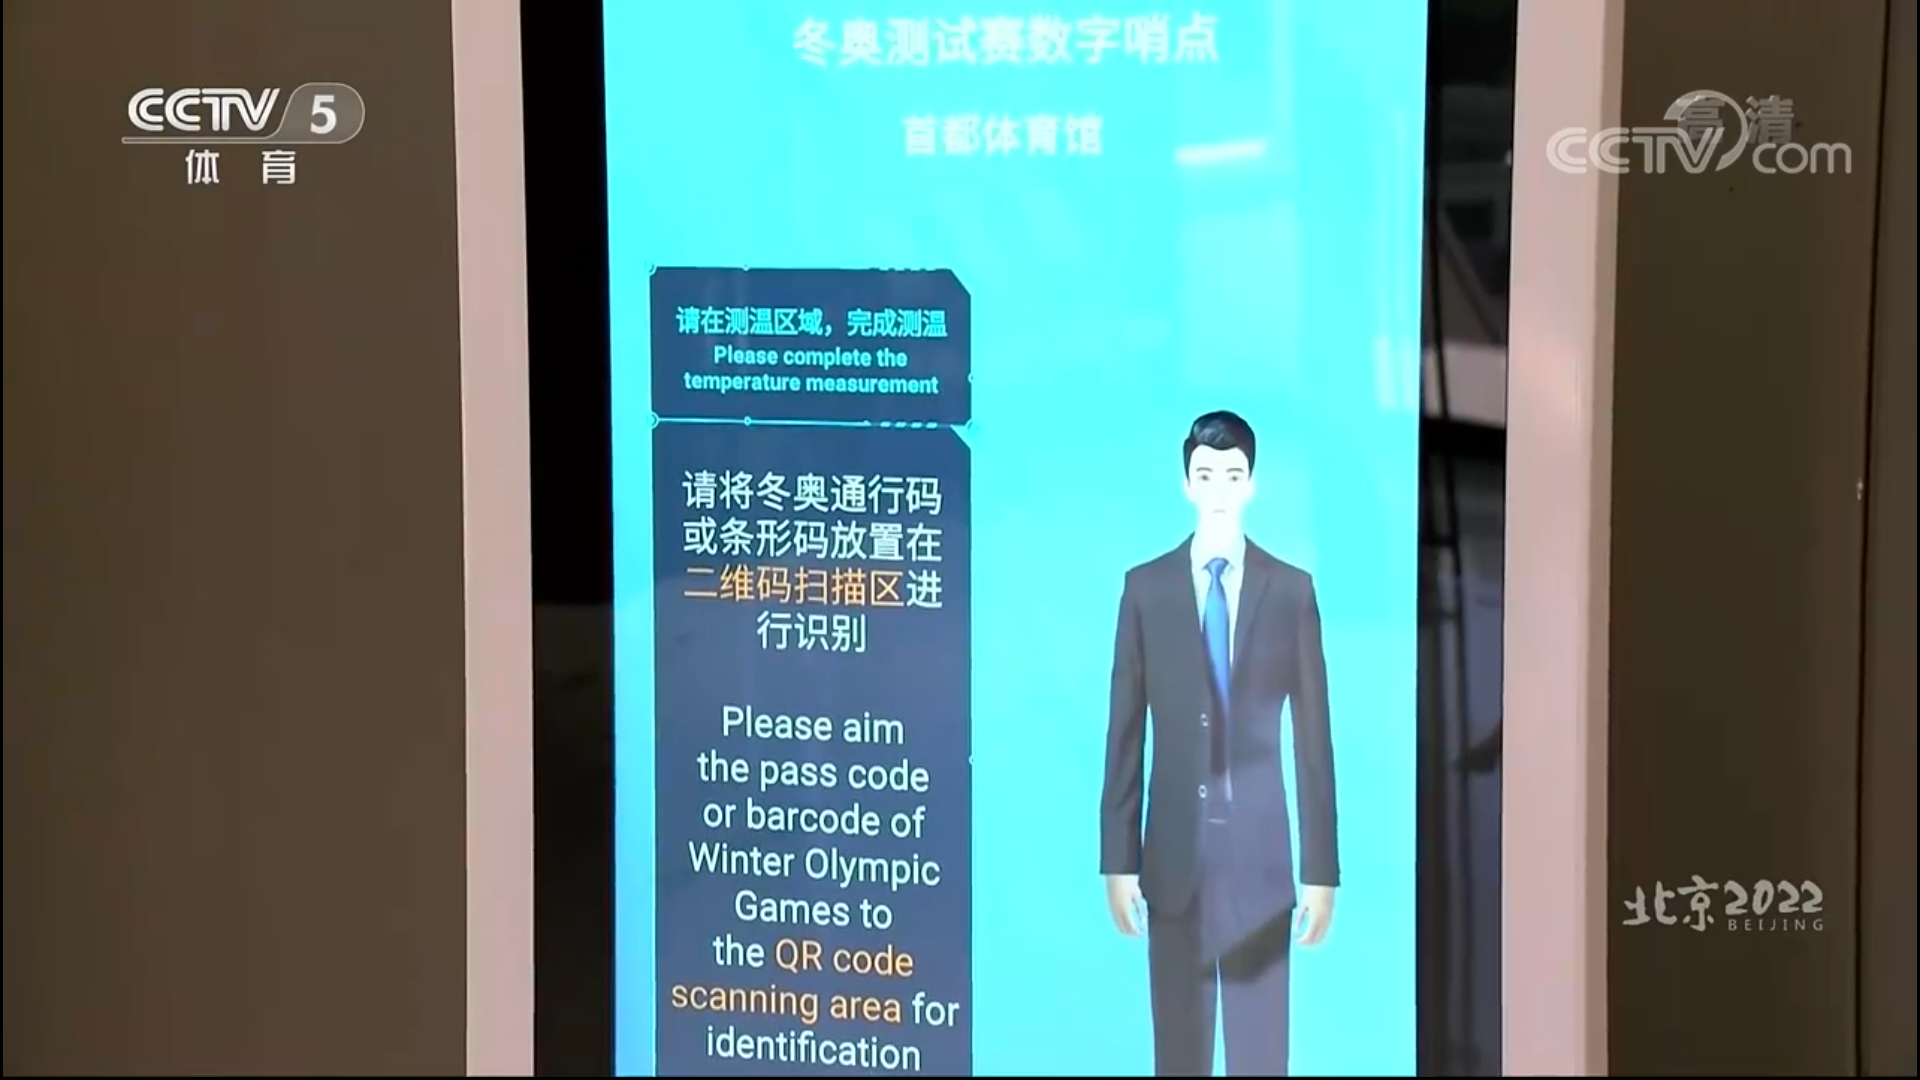 冬奥测试赛数字哨点
首都体育馆
CCTV 5
体育
高清
CCTV.com
请在测温区域，完成测温
Please complete the
temperature measurement
请将冬奥通行码
或条形码放置在
二维码扫描区进
行识别
Please aim
the pass code
or barcode of
Winter Olympic
Games to
the QR code
scanning area for
identification
北京2022
BEIJING